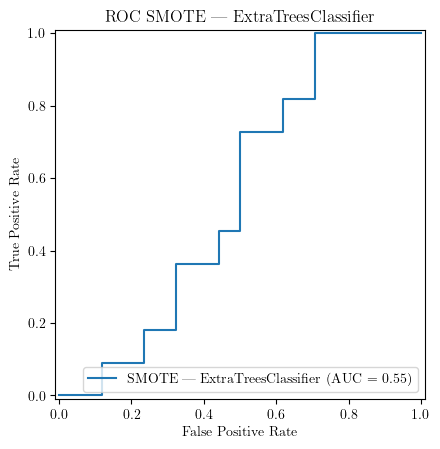 ROC SMOTE — ExtraTreesClassifier
1.0
0.8
0.6
0.4
0.2
0.0
True Positive Rate
SMOTE — ExtraTreesClassifier (AUC = 0.55)
0.0 0.2 0.4 0.6 0.8 1.0
False Positive Rate